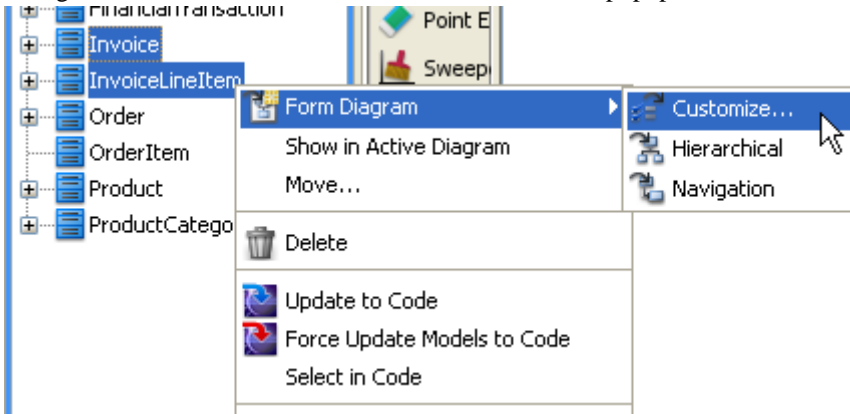 FinancialTransaction
Point E
Invoice
Sweep
InvoiceLineItem
Form Diagram
Customize...
Order
Show in Active Diagram
Hierarchical
OrderItem
Move...
Navigation
Product
ProductCatego
Delete
Update to Code
Force Update Models to Code
Select in Code